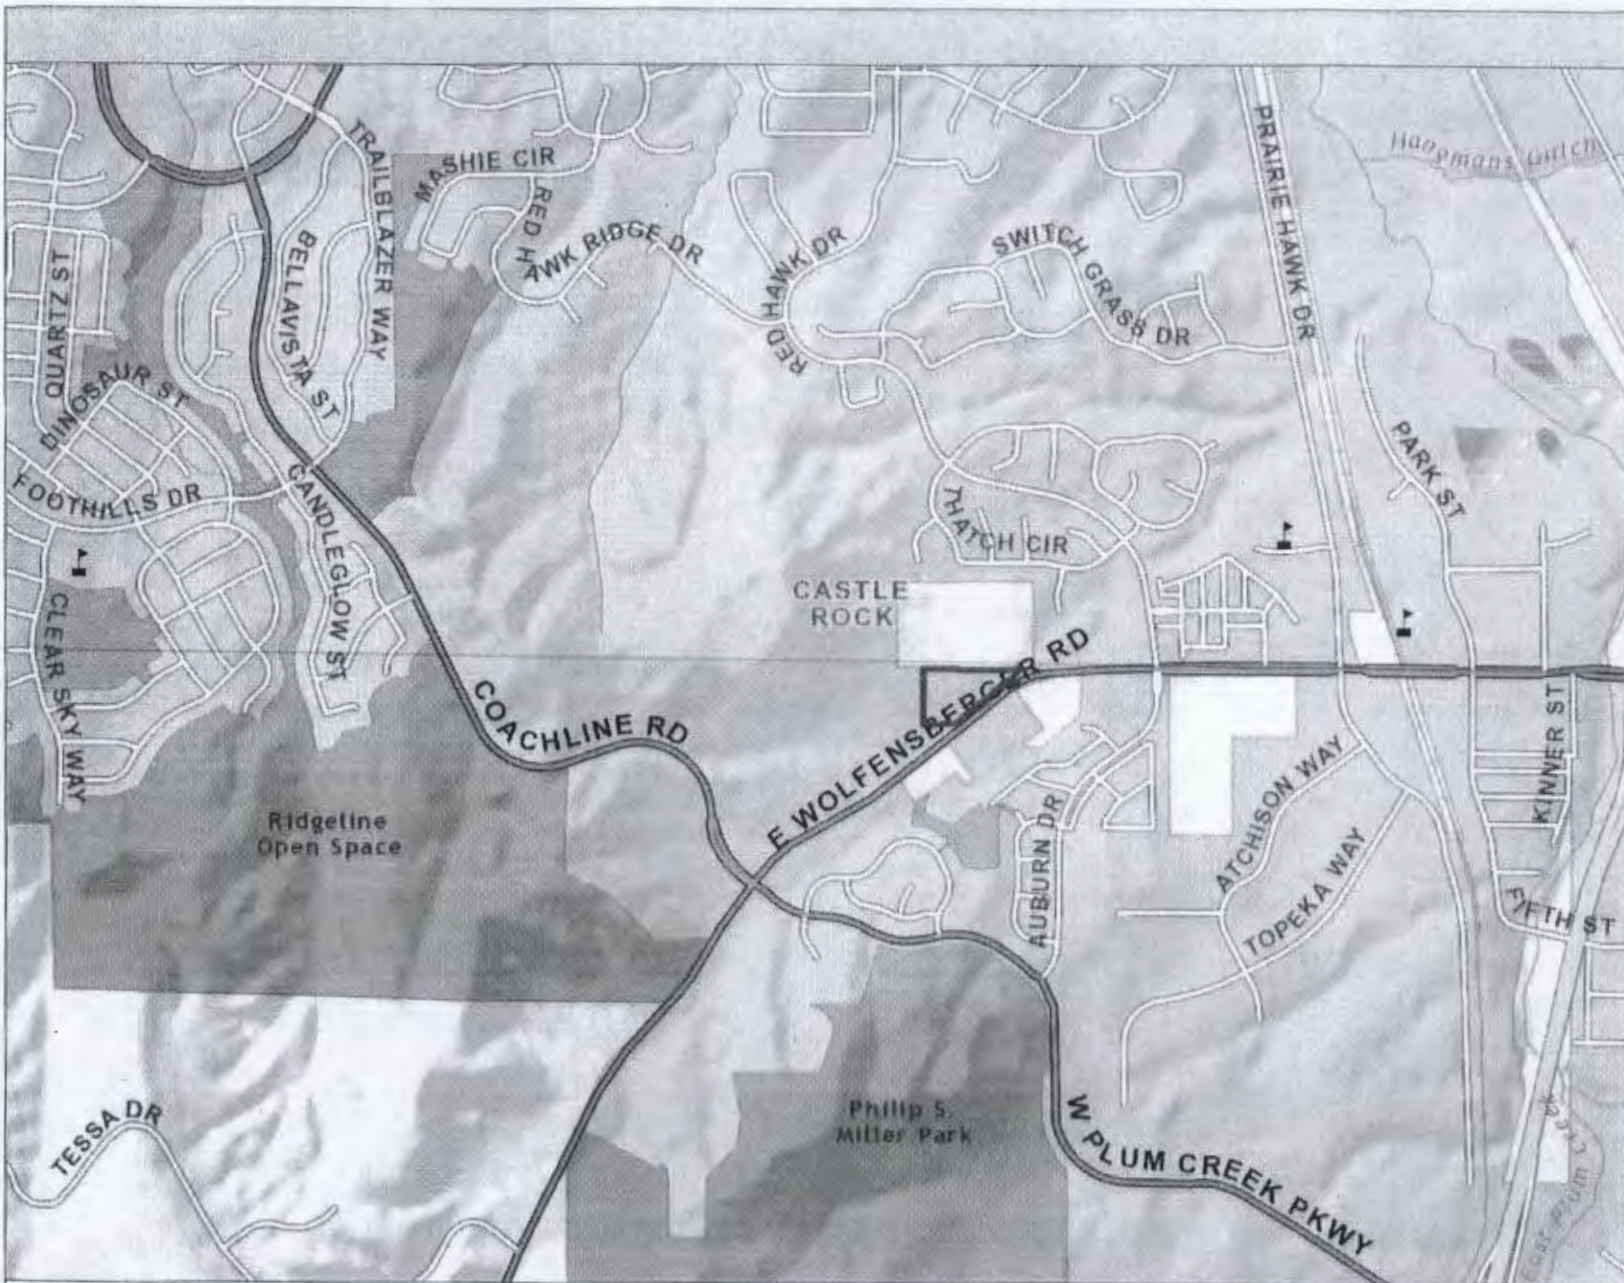 TRAILBLAZER WAY
MASHIE CIR
PRAIRIE HAWK DR
Hangmans Gulch
RED HAWK RIDGE DR
RED HAWK DR
SWITCH GRASS DR
QUARTZ ST
BELLAVISTA ST
DINOSAUR ST
FOOTHILLS DR
CANDLEGLOW ST
PARK ST
THATCH CIR
CASTLE
ROCK
CLEAR SKY WAY
COACHLINE RD
E WOLFENSBERGER RD
KINNER ST
ATCHISON WAY
Ridgeline
Open Space
AUBURN DR
TOPEKA WAY
FIFTH ST
TESSA DR
Philip S.
Miller Park
W PLUM CREEK PKWY
East Plum Creek